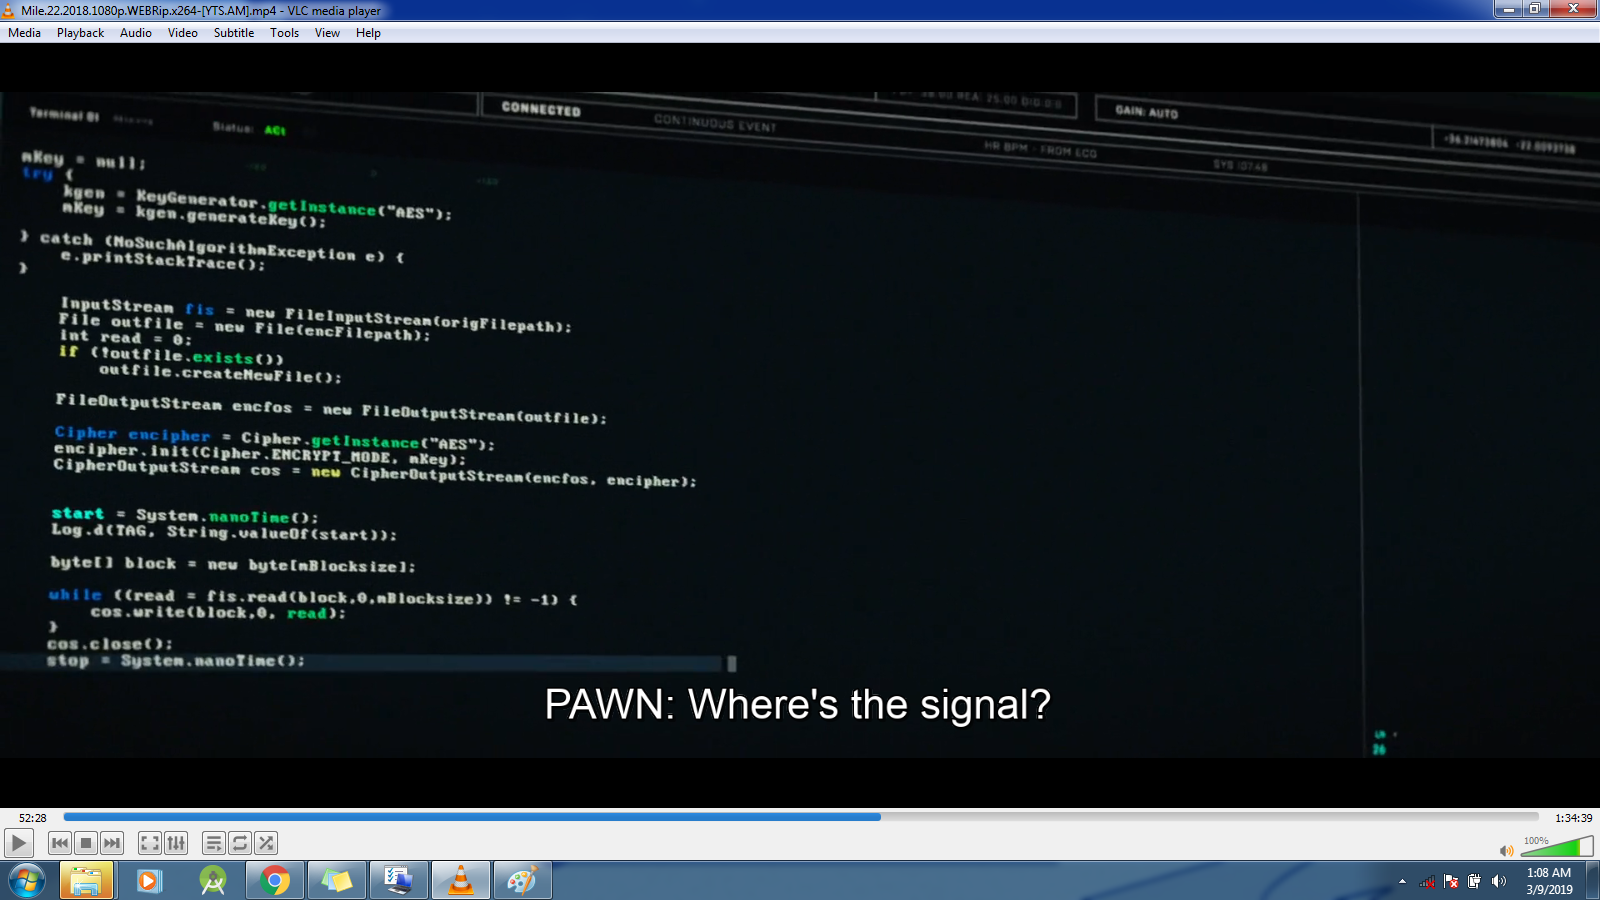 Mile.22.2018.1080p.WEBRip.x264-[YTS.AM].mp4 - VLC media player
Media Playback Audio Video Subtitle Tools View Help
Terminal 01
Status: ACt
CONNECTED
CONTINUOUS EVENT
HR BPM - FROM ECG
GAIN: AUTO
SYS 107.48
mKey = null;
try {
kgen = KeyGenerator.getInstance("AES");
mKey = kgen.generateKey();
} catch (NoSuchAlgorithmException e) {
e.printStackTrace();
}
InputStream fis = new FileInputStream(origFilepath);
File outfile = new File(encFilepath);
int read = 0;
if (!outfile.exists())
outfile.createNewFile();
FileOutputStream encfos = new FileOutputStream(outfile);
Cipher encipher = Cipher.getInstance("AES");
encipher.init(Cipher.ENCRYPT_MODE, mKey);
CipherOutputStream cos = new CipherOutputStream(encfos, encipher);
start = System.nanoTime();
Log.d(TAG, String.valueOf(start));
byte[] block = new byte[mBlocksize];
while ((read = fis.read(block,0,mBlocksize)) != -1) {
cos.write(block,0, read);
}
cos.close();
stop = System.nanoTime();
26
PAWN: Where's the signal?
52:28
1:34:39
100%
1:08 AM
3/9/2019